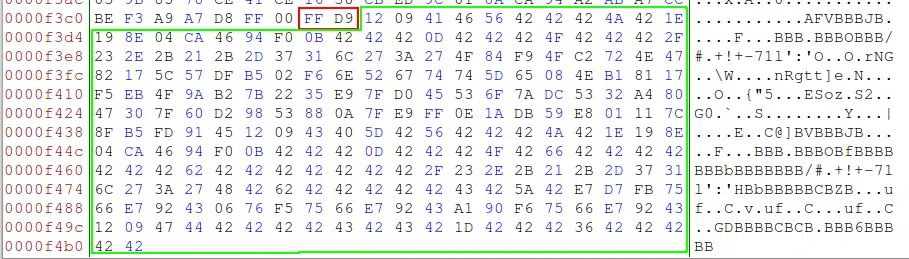 0000f3c0 BE F3 A9 A7 D8 FF 00 FF D9 12 09 41 46 56 42 42 42 4A 42 1E ...........AFVBBBJB.
0000f3d4 19 8E 04 CA 46 94 F0 0B 42 42 42 0D 42 42 42 4F 42 42 42 2F ....F...BBB.BBBOBBB/
0000f3e8 23 2E 2B 21 2B 2D 37 31 6C 27 3A 27 4F 84 F9 4F C2 72 4E 47 #.+!+-71l':'O..O.rNG
0000f3fc 82 17 5C 57 DF B5 02 F6 6E 52 67 74 74 5D 65 08 4E B1 81 17 ..\W....nRgtt]e.N...
0000f410 F5 EB 4F 9A B2 7B 22 35 E9 7F D0 45 53 6F 7A DC 53 32 A4 80 ..O..{"5...ESoz.S2..
0000f424 47 30 7F 60 D2 98 53 88 0A 7F E9 FF 0E 1A DB 59 E8 01 11 7C G0.`..S........Y...|
0000f438 8F B5 FD 91 45 12 09 43 40 5D 42 56 42 42 42 4A 42 1E 19 8E ....E..C@]BVBBBJB...
0000f44c 04 CA 46 94 F0 0B 42 42 42 0D 42 42 42 4F 66 42 42 42 42 42 ..F...BBB.BBBOfBBBBB
0000f460 42 42 42 62 42 42 42 42 42 42 42 2F 23 2E 2B 21 2B 2D 37 31 BBBbBBBBBBB/#.+!+-71
0000f474 6C 27 3A 27 48 42 62 42 42 42 42 42 43 42 5A 42 E7 D7 FB 75 l':'HBbBBBBBCBZB...u
0000f488 66 E7 92 43 06 76 F5 75 66 E7 92 43 A1 90 F6 75 66 E7 92 43 f..C.v.uf..C...uf..C
0000f49c 12 09 47 44 42 42 42 42 43 42 43 42 1D 42 42 42 36 42 42 42 ..GDBBBBCBCB.BBB6BBB
0000f4b0 42 42 BB